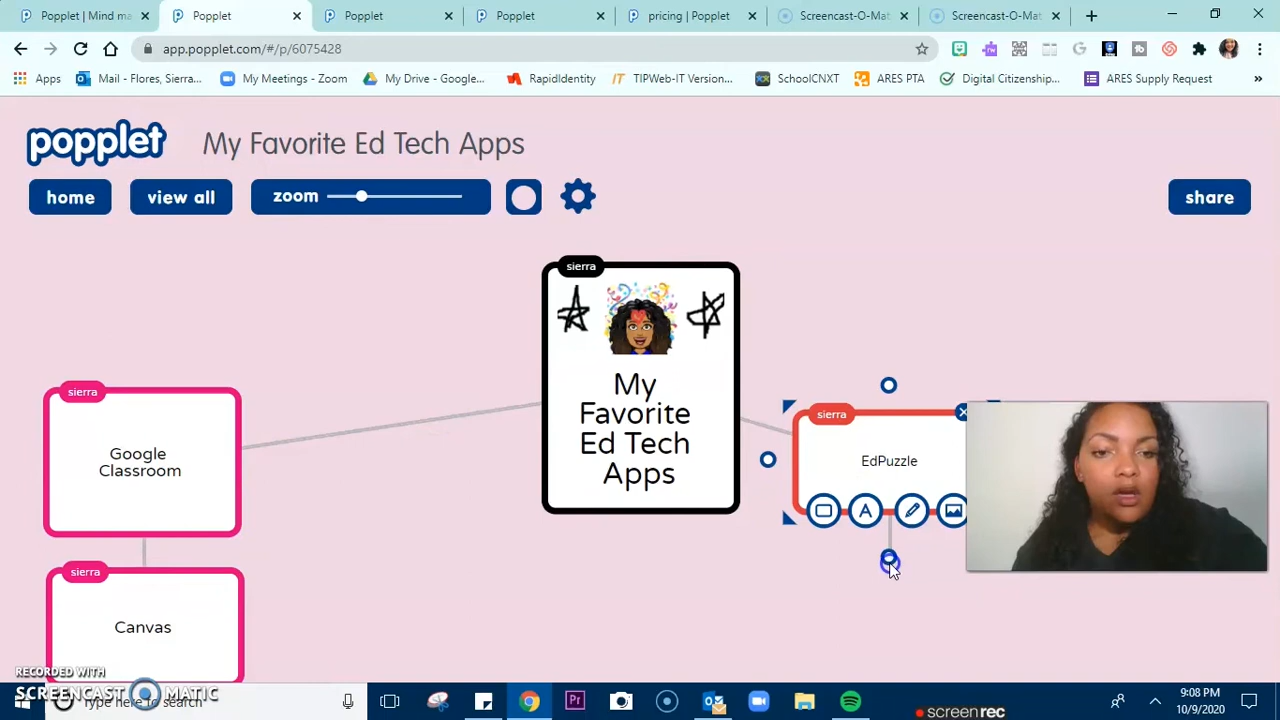 Popplet | Mind ma
Popplet
Popplet
Popplet
pricing | Popplet
Screencast-O-Mat
Screencast-O-Mat
app.popplet.com/#/p/6075428
Apps
Mail - Flores, Sierra...
My Meetings - Zoom
My Drive - Google...
RapidIdentity
TIPWeb-IT Version...
SchoolCNXT
ARES PTA
Digital Citizenship...
ARES Supply Request
popplet
My Favorite Ed Tech Apps
home
view all
zoom
share
sierra
My
Favorite
Ed Tech
Apps
sierra
Google
Classroom
sierra
EdPuzzle
sierra
Canvas
RECORDED WITH
SCREENCAST MATIC
Type here to search
9:08 PM
10/9/2020
screenrec